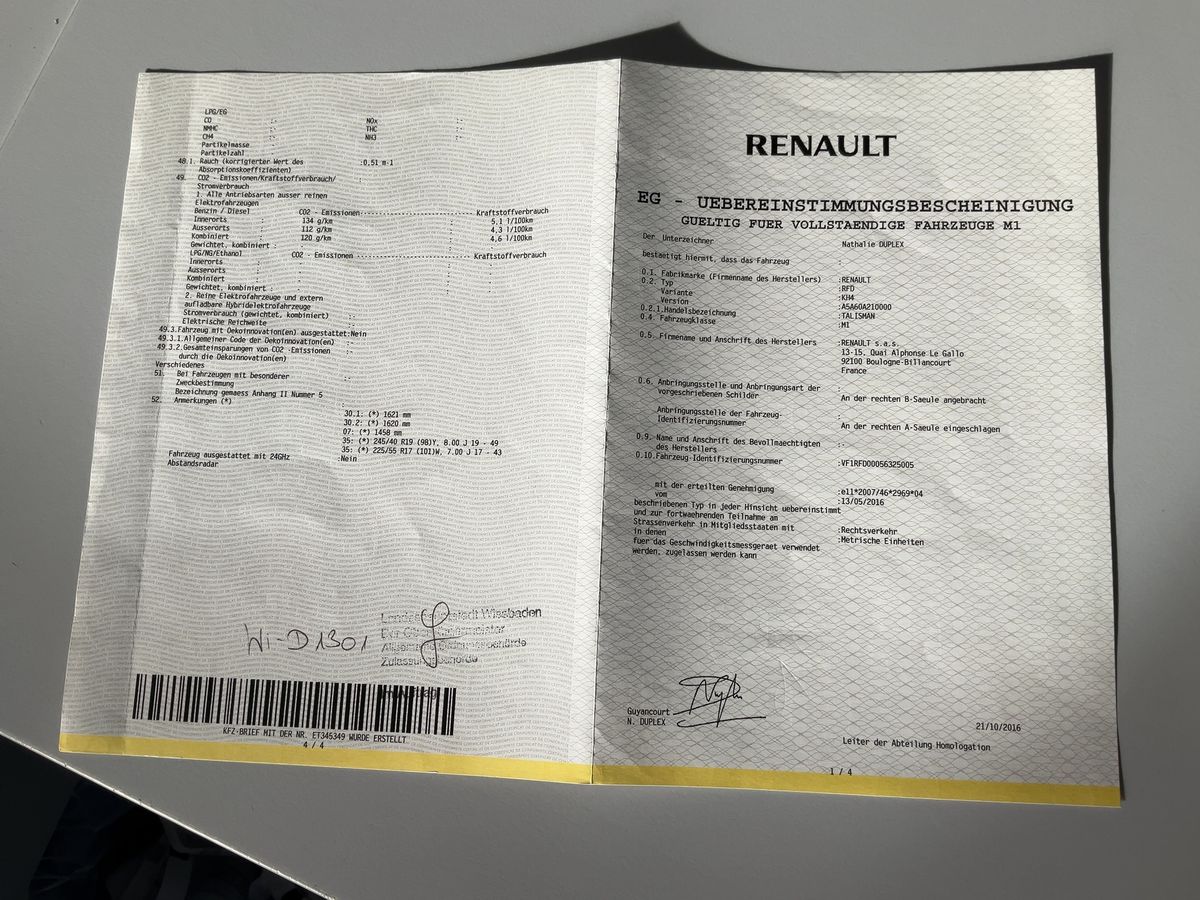 LPG/EG
CO :- NOx :-
NMHC :- THC :-
CH4 :- NH3 :-
Partikelmasse
Partikelzahl
48.1. Rauch (korrigierter Wert des :0,51 m-1
Absorptionskoeffizienten)
49. CO2 - Emissionen/Kraftstoffverbrauch/ :
Stromverbrauch
1. Alle Antriebsarten ausser reinen
Elektrofahrzeugen
Benzin / Diesel CO2 - Emissionen Kraftstoffverbrauch
Innerorts : 134 g/km 5,1 l/100km
Ausserorts : 112 g/km 4,3 l/100km
Kombiniert : 120 g/km 4,6 l/100km
Gewichtet, kombiniert :
LPG/NG/Ethanol CO2 - Emissionen Kraftstoffverbrauch
Innerorts :
Ausserorts :
Kombiniert :
Gewichtet, kombiniert :
2. Reine Elektrofahrzeuge und extern
aufladbare Hybridelektrofahrzeuge
Stromverbrauch (gewichtet, kombiniert) :
Elektrische Reichweite :
49.3.Fahrzeug mit Oekoinnovation(en) ausgestattet:Nein
49.3.1.Allgemeiner Code der Oekoinnovation(en) :-
49.3.2.Gesamteinsparungen von CO2 -Emissionen :-
durch die Oekoinnovation(en)
Verschiedenes
51. Bei Fahrzeugen mit besonderer :-
Zweckbestimmung
Bezeichnung gemaess Anhang II Nummer 5
52. Anmerkungen (*) :
30.1: (*) 1621 mm
30.2: (*) 1620 mm
07: (*) 1458 mm
35: (*) 245/40 R19 (98)Y, 8.00 J 19 - 49
35: (*) 225/55 R17 (101)W, 7.00 J 17 - 43
Fahrzeug ausgestattet mit 24GHz :Nein
Abstandsradar
Wi-D1301
Landeshauptstadt Wiesbaden
Der Oberbürgermeister
Zulassungsbehörde
KFZ-BRIEF MIT DER NR. ET346349 WURDE ERSTELLT
4 / 4
RENAULT
EG - UEBEREINSTIMMUNGSBESCHEINIGUNG
GUELTIG FUER VOLLSTAENDIGE FAHRZEUGE M1
Der Unterzeichner Nathalie DUPLEX
bestaetigt hiermit, dass das Fahrzeug :
0.1. Fabrikmarke (Firmenname des Herstellers) :RENAULT
0.2. Typ :RFD
Variante :KH4
Version :A5A60A210000
0.2.1.Handelsbezeichnung :TALISMAN
0.4. Fahrzeugklasse :M1
0.5. Firmenname und Anschrift des Herstellers :RENAULT s.a.s.
13-15, Quai Alphonse Le Gallo
92100 Boulogne-Billancourt
France
0.6. Anbringungsstelle und Anbringungsart der :
vorgeschriebenen Schilder An der rechten B-Saeule angebracht
Anbringungsstelle der Fahrzeug-
Identifizierungsnummer An der rechten A-Saeule eingeschlagen
0.9. Name und Anschrift des Bevollmaechtigten :-
des Herstellers
0.10.Fahrzeug-Identifizierungsnummer :VF1RFD00056325005
mit der erteilten Genehmigung :e11*2007/46*2969*04
vom :13/05/2016
beschriebenen Typ in jeder Hinsicht uebereinstimmt
und zur fortwaehrenden Teilnahme am
Strassenverkehr in Mitgliedsstaaten mit :Rechtsverkehr
in denen :Metrische Einheiten
fuer das Geschwindigkeitsmessgeraet verwendet
werden, zugelassen werden kann
Guyancourt
N. DUPLEX
21/10/2016
Leiter der Abteilung Homologation
1 / 4